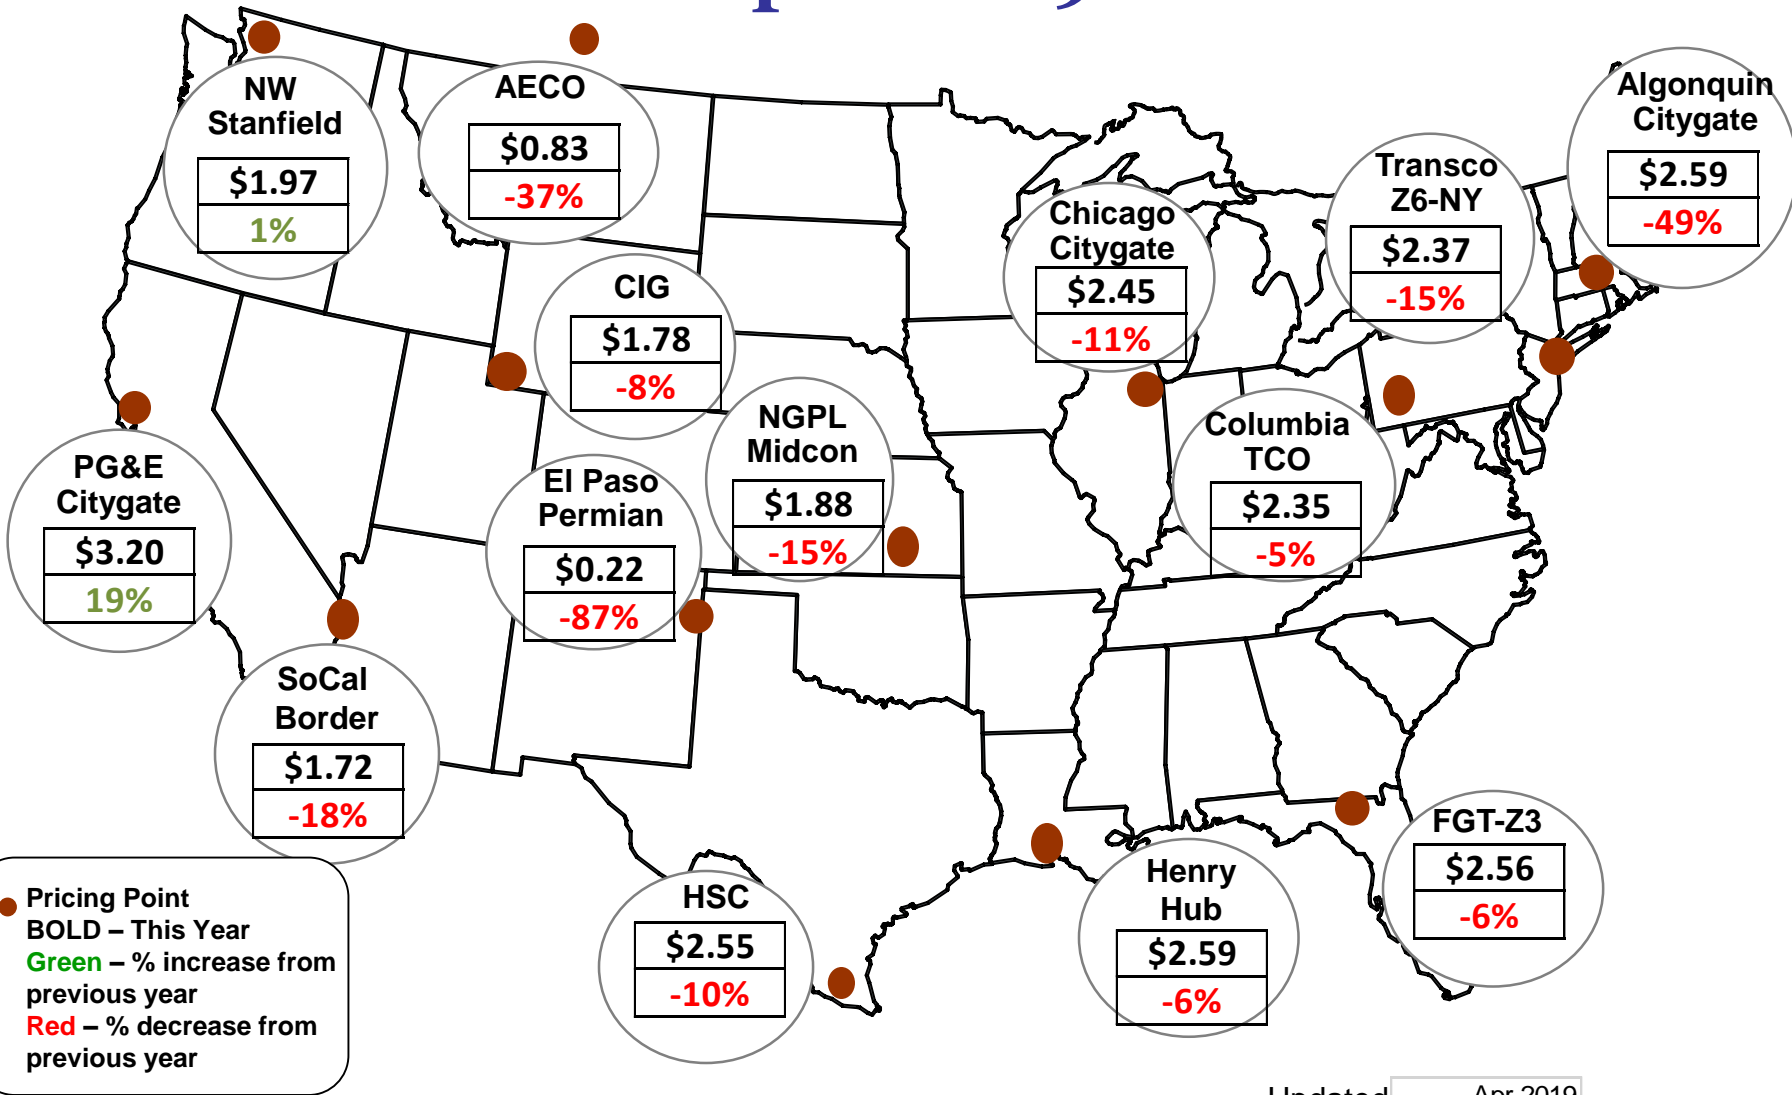 NW
Stanfield
$1.97
1%
AECO
$0.83
-37%
Algonquin
Citygate
$2.59
-49%
Transco
Z6-NY
$2.37
-15%
Chicago
Citygate
$2.45
-11%
CIG
$1.78
-8%
NGPL
Midcon
$1.88
-15%
Columbia
TCO
$2.35
-5%
PG&E
Citygate
$3.20
19%
El Paso
Permian
$0.22
-87%
SoCal
Border
$1.72
-18%
HSC
$2.55
-10%
Henry
Hub
$2.59
-6%
FGT-Z3
$2.56
-6%
Pricing Point
BOLD – This Year
Green – % increase from
previous year
Red – % decrease from
previous year
Updated Apr 2019